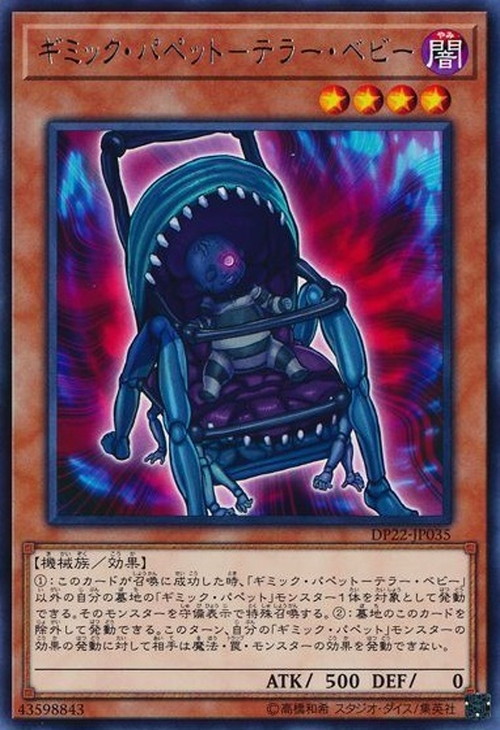 ギミック・パペットーテラー・ベビー
闇
DP22-JP035
【機械族／効果】
①：このカードが召喚に成功した時、「ギミック・パペットーテラー・ベビー」
以外の自分の墓地の「ギミック・パペット」モンスター１体を対象として発動
できる。そのモンスターを守備表示で特殊召喚する。②：墓地のこのカードを
除外して発動できる。このターン、自分の「ギミック・パペット」モンスターの
効果の発動に対して相手は魔法・罠・モンスターの効果を発動できない。
ATK/ 500 DEF/ 0
43598843 ©高橋和希 スタジオ・ダイス/集英社